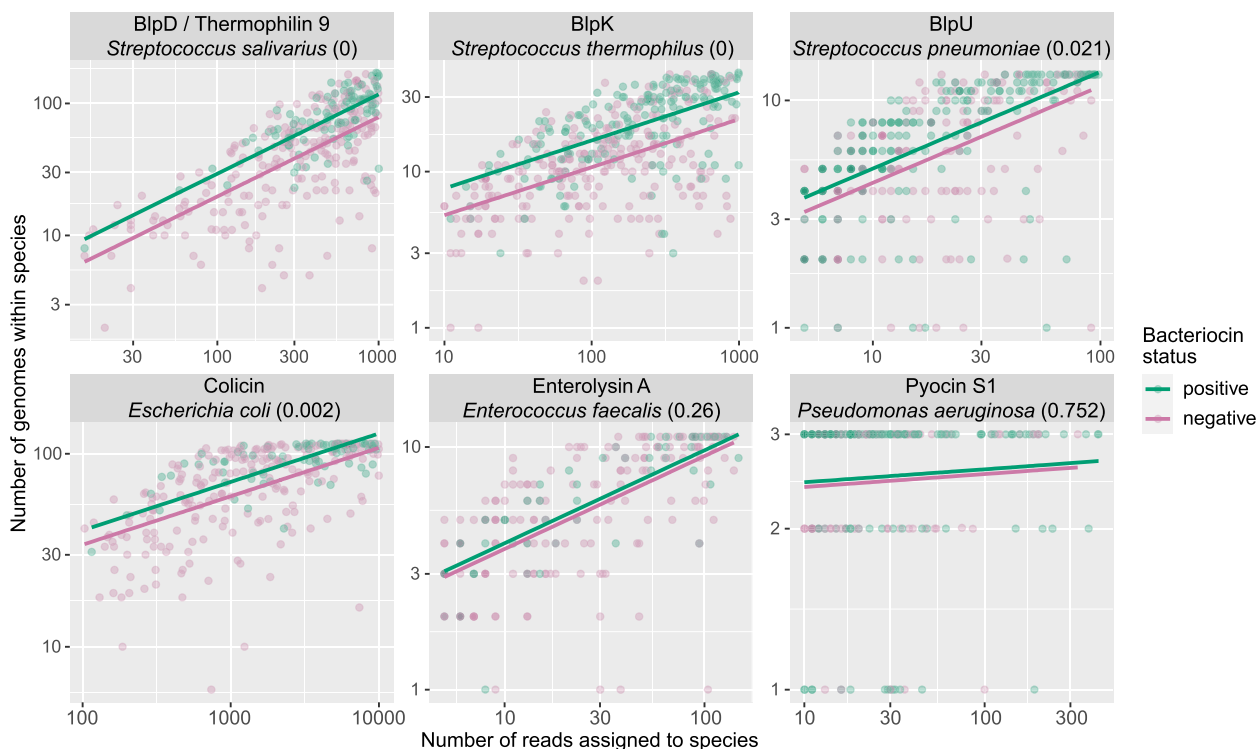 BlpD / Thermophilin 9
Streptococcus salivarius (0)
BlpK
Streptococcus thermophilus (0)
BlpU
Streptococcus pneumoniae (0.021)
100
30
10
3
30
100
300
1000
30
10
3
1
10
100
1000
10
3
1
10
30
100
Colicin
Escherichia coli (0.002)
Enterolysin A
Enterococcus faecalis (0.26)
Pyocin S1
Pseudomonas aeruginosa (0.752)
100
30
10
100
1000
10000
10
3
1
10
30
100
3
2
1
10
30
100
300
Number of genomes within species
Number of reads assigned to species
Bacteriocin
status
positive
negative